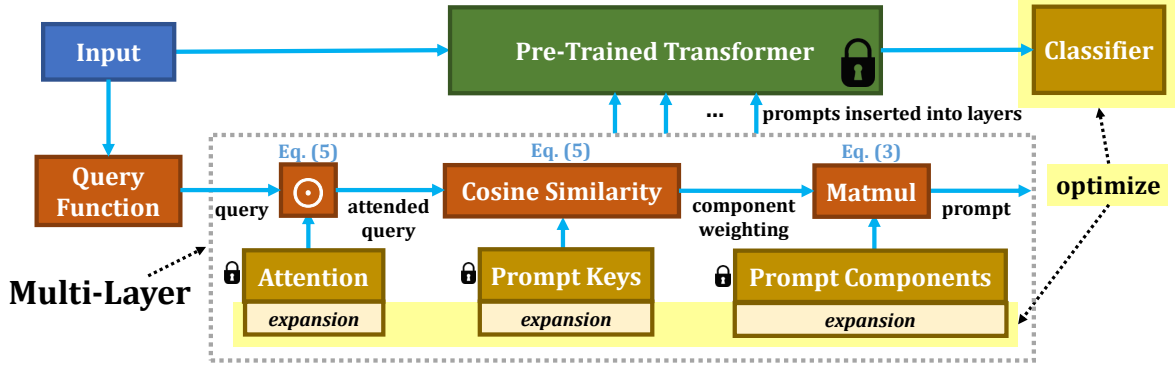 Input
Pre-Trained Transformer
Classifier
...
prompts inserted into layers
Eq. (5)
Eq. (5)
Eq. (3)
Query
Function
query
⊙
attended
query
Cosine Similarity
component
weighting
Matmul
prompt
optimize
Multi-Layer
Attention
Prompt Keys
Prompt Components
expansion
expansion
expansion